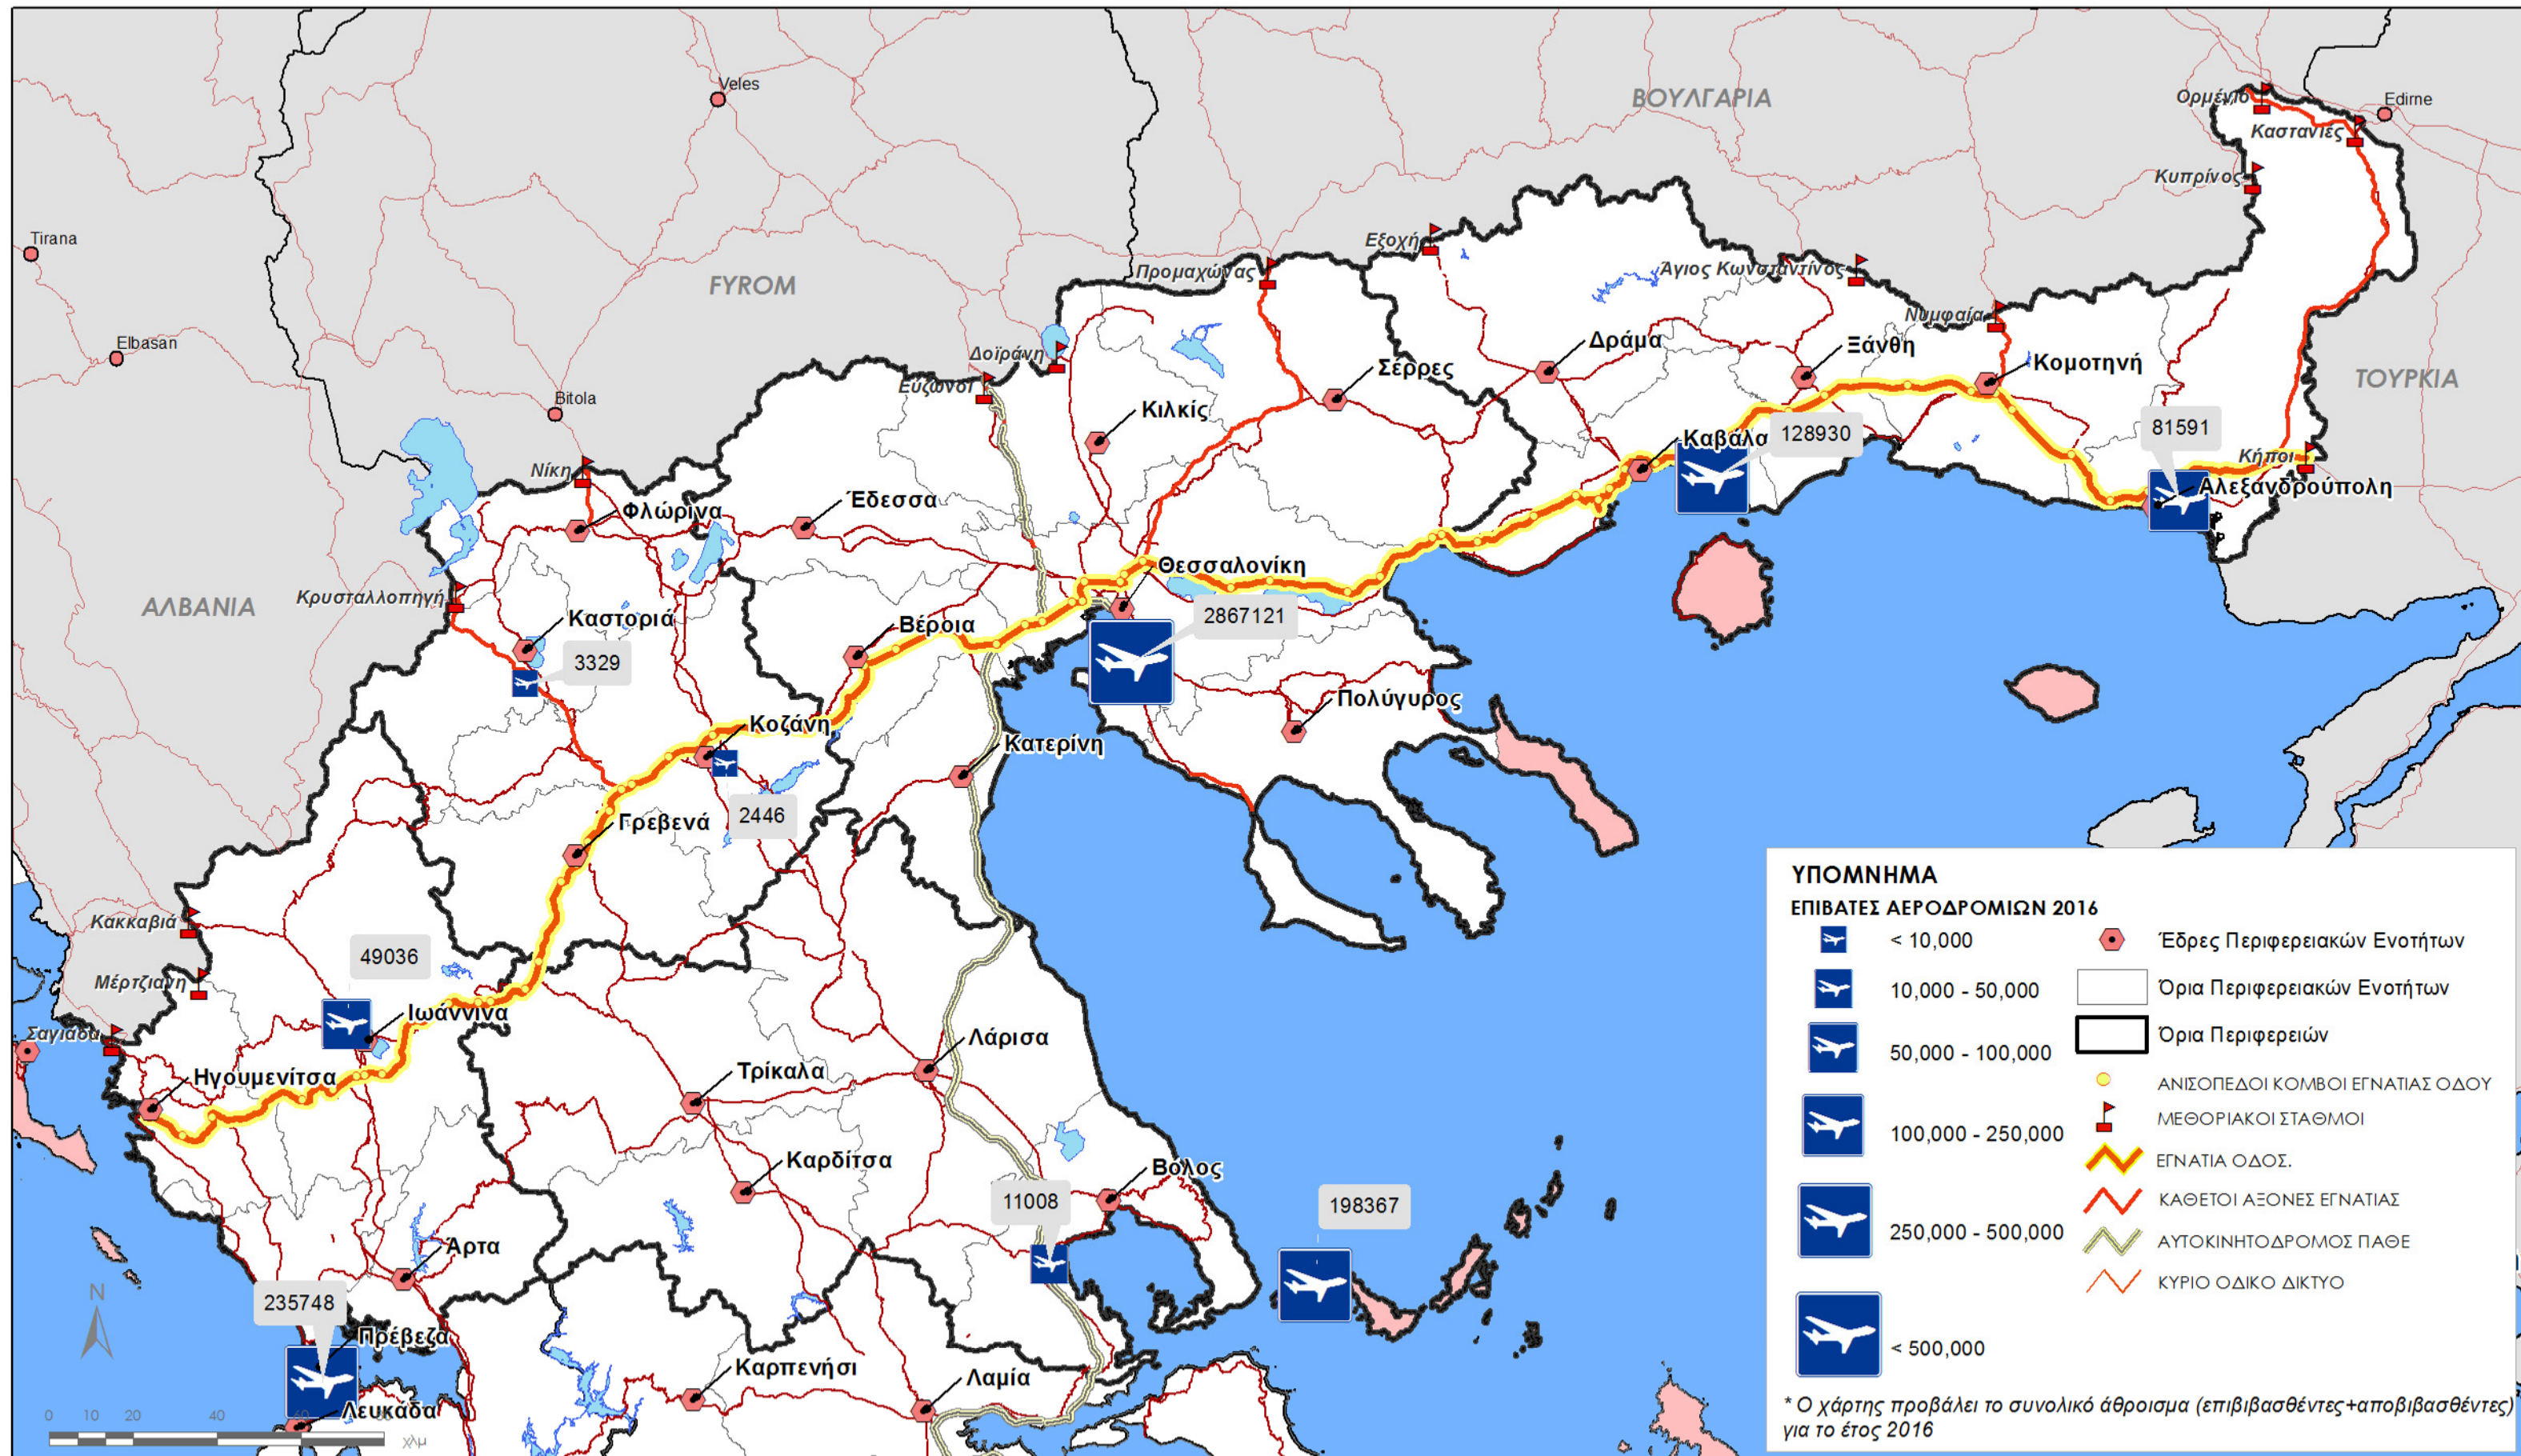 Veles
ΒΟΥΛΓΑΡΙΑ
Ορμένιο
Edirne
Καστανιές
Κυπρίνος
Tirana
Εξοχή
Προμαχώνας
Άγιος Κωνσταντίνος
FYROM
Νυμφαία
Elbasan
Δοϊράνη
Δράμα
Ξάνθη
Κομοτηνή
Σέρρες
ΤΟΥΡΚΙΑ
Εύζωνοι
Bitola
Κιλκίς
81591
128930
Καβάλα
Κήποι
Νίκη
Αλεξανδρούπολη
Έδεσσα
Φλώρινα
Θεσσαλονίκη
Κρυσταλλοπηγή
ΑΛΒΑΝΙΑ
2867121
Καστοριά
Βέροια
3329
Πολύγυρος
Κοζάνη
Κατερίνη
2446
Γρεβενά
Κακκαβιά
49036
Μέρτζιανη
Ιωάννινα
Σαγιάδα
Λάρισα
Ηγουμενίτσα
Τρίκαλα
Καρδίτσα
Βόλος
11008
198367
Άρτα
235748
N
Πρέβεζα
Καρπενήσι
Λαμία
Λευκάδα
0 10 20 40 60 80
χλμ
ΥΠΟΜΝΗΜΑ
ΕΠΙΒΑΤΕΣ ΑΕΡΟΔΡΟΜΙΩΝ 2016
< 10,000
10,000 - 50,000
50,000 - 100,000
100,000 - 250,000
250,000 - 500,000
< 500,000
Έδρες Περιφερειακών Ενοτήτων
Όρια Περιφερειακών Ενοτήτων
Όρια Περιφερειών
ΑΝΙΣΟΠΕΔΟΙ ΚΟΜΒΟΙ ΕΓΝΑΤΙΑΣ ΟΔΟΥ
ΜΕΘΟΡΙΑΚΟΙ ΣΤΑΘΜΟΙ
ΕΓΝΑΤΙΑ ΟΔΟΣ.
ΚΑΘΕΤΟΙ ΑΞΟΝΕΣ ΕΓΝΑΤΙΑΣ
ΑΥΤΟΚΙΝΗΤΟΔΡΟΜΟΣ ΠΑΘΕ
ΚΥΡΙΟ ΟΔΙΚΟ ΔΙΚΤΥΟ
* Ο χάρτης προβάλει το συνολικό άθροισμα (επιβιβασθέντες+αποβιβασθέντες)
για το έτος 2016